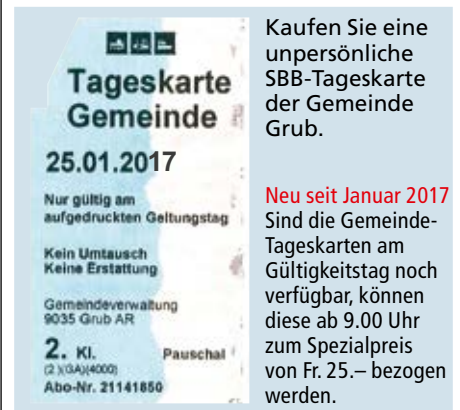 Tageskarte
Gemeinde
25.01.2017
Nur gültig am
aufgedruckten Geltungstag
Kein Umtausch
Keine Erstattung
Gemeindeverwaltung
9035 Grub AR
2. Kl. Pauschal
(2 )(GA)(4000)
Abo-Nr. 21141850
Kaufen Sie eine
unpersönliche
SBB-Tageskarte
der Gemeinde
Grub.
Neu seit Januar 2017
Sind die Gemeinde-
Tageskarten am
Gültigkeitstag noch
verfügbar, können
diese ab 9.00 Uhr
zum Spezialpreis
von Fr. 25.– bezogen
werden.